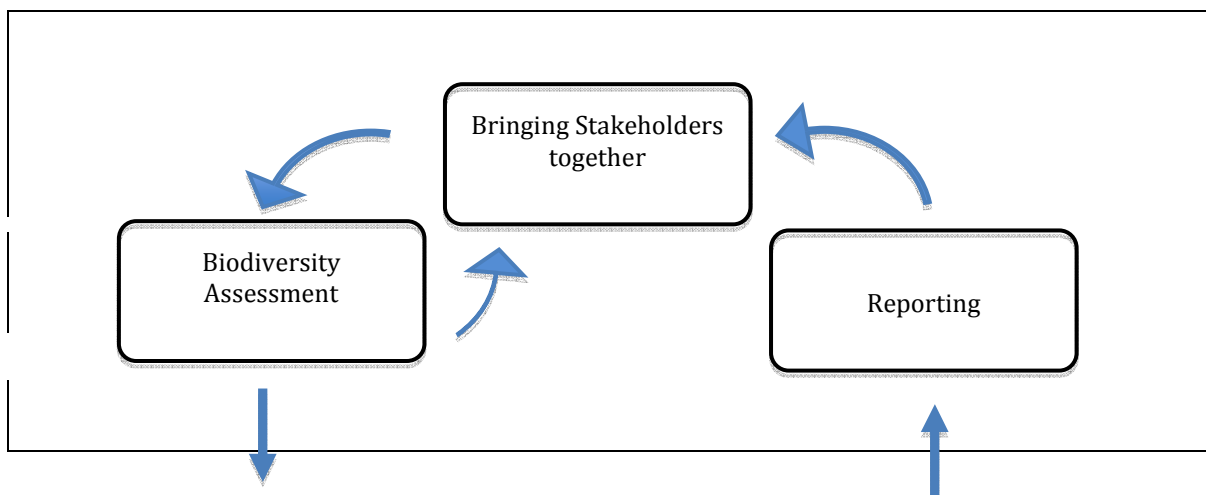 Bringing Stakeholders
together
Biodiversity
Assessment
Reporting